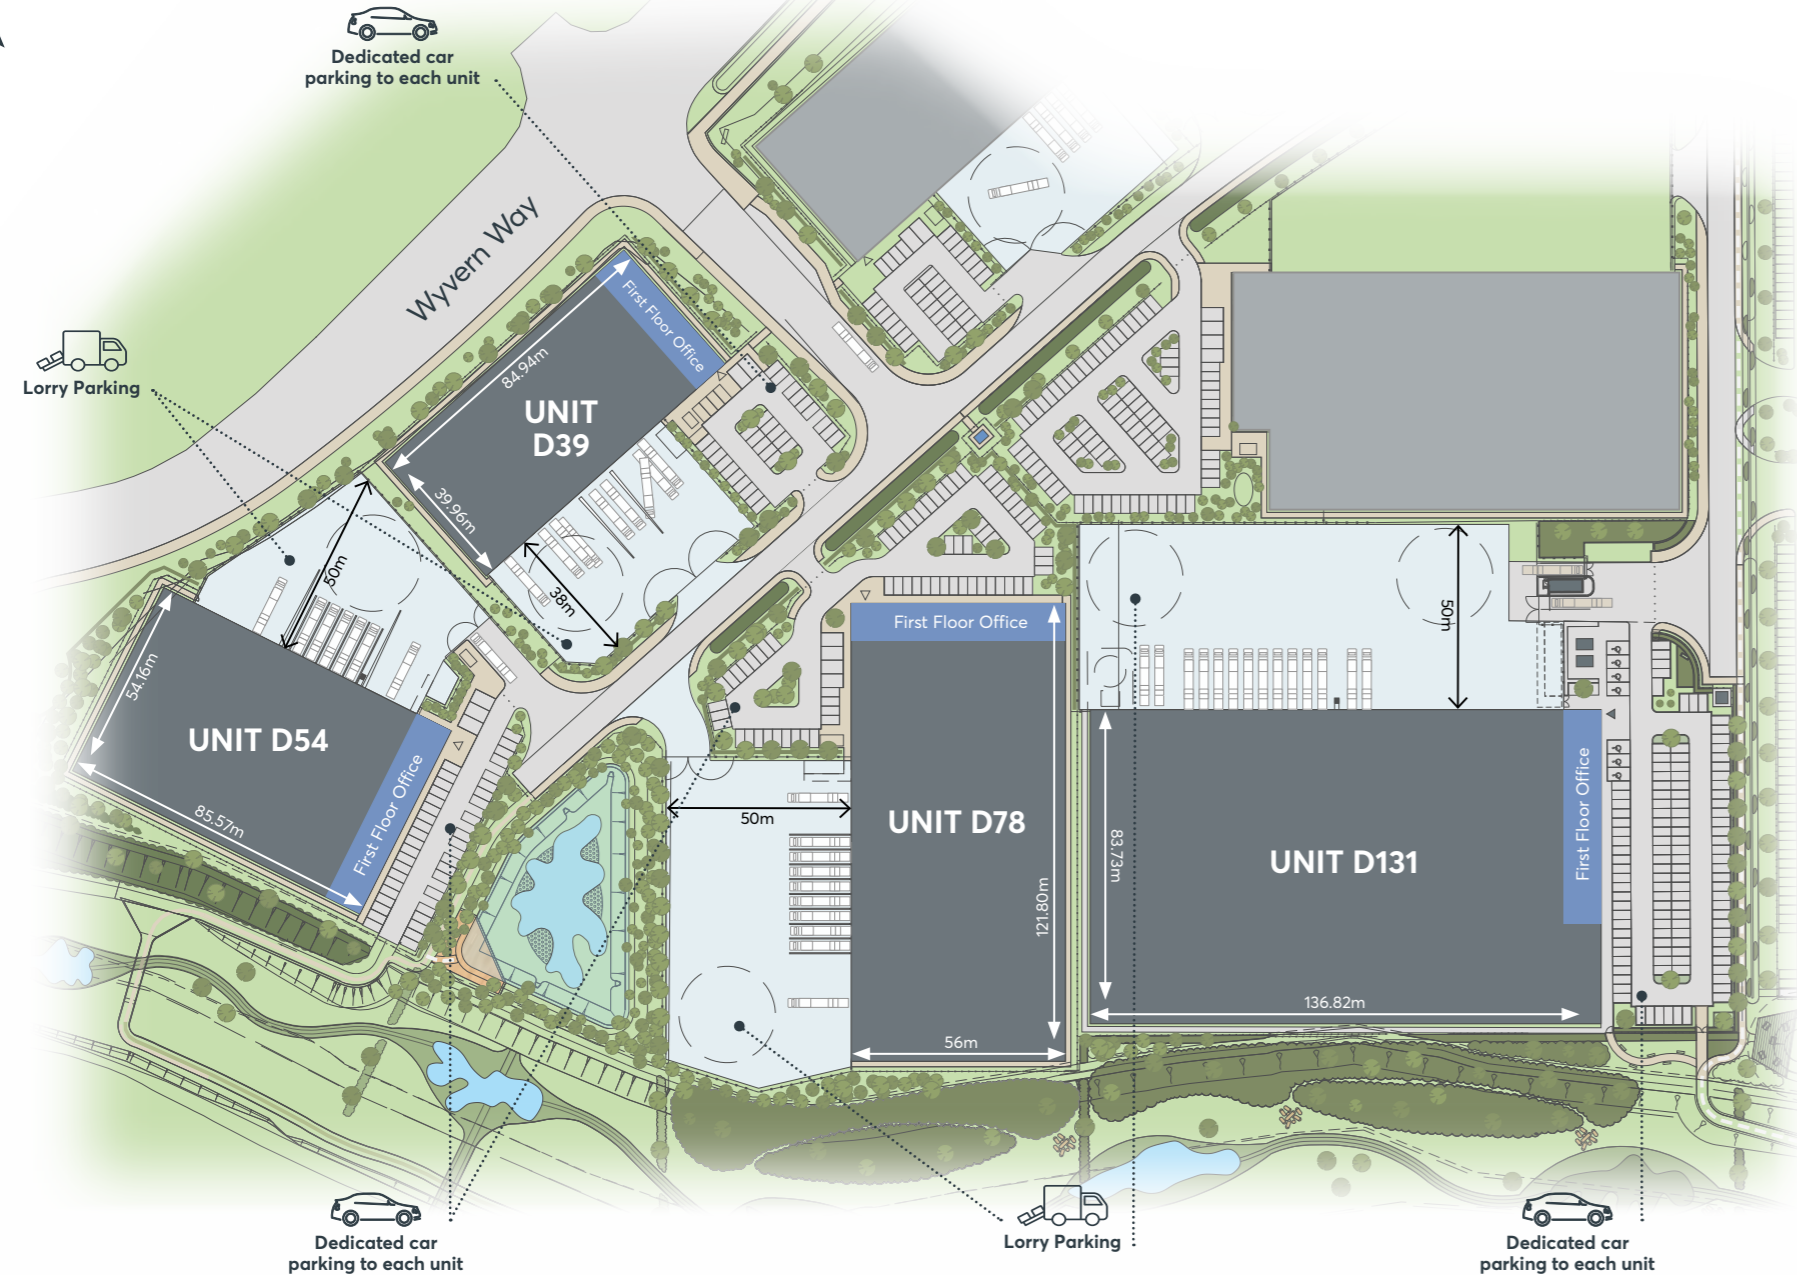 Dedicated car
parking to each unit
Wyvern Way
First Floor Office
84.94m
UNIT
D39
39.96m
38m
Lorry Parking
50m
54.16m
UNIT D54
85.57m
First Floor Office
First Floor Office
50m
UNIT D78
121.80m
56m
50m
83.73m
UNIT D131
First Floor Office
136.82m
Dedicated car
parking to each unit
Lorry Parking
Dedicated car
parking to each unit